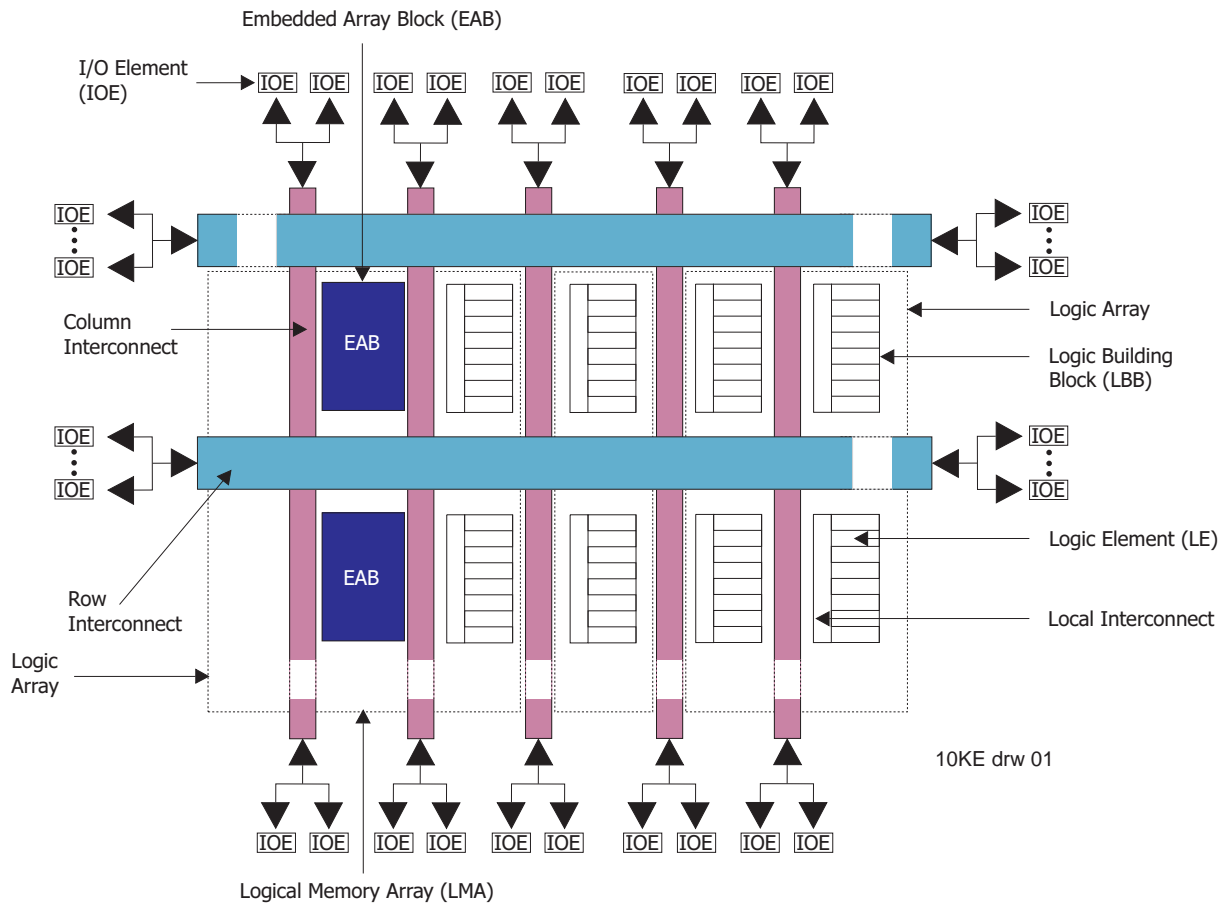 Embedded Array Block (EAB)
I/O Element
(IOE)
IOE IOE IOE IOE IOE IOE IOE IOE IOE IOE
IOE IOE
IOE IOE
Column
Interconnect
EAB
Logic Array
Logic Building
Block (LBB)
IOE IOE
IOE IOE
EAB
Logic Element (LE)
Row
Interconnect
Local Interconnect
Logic
Array
10KE drw 01
IOE IOE IOE IOE IOE IOE IOE IOE IOE IOE
Logical Memory Array (LMA)